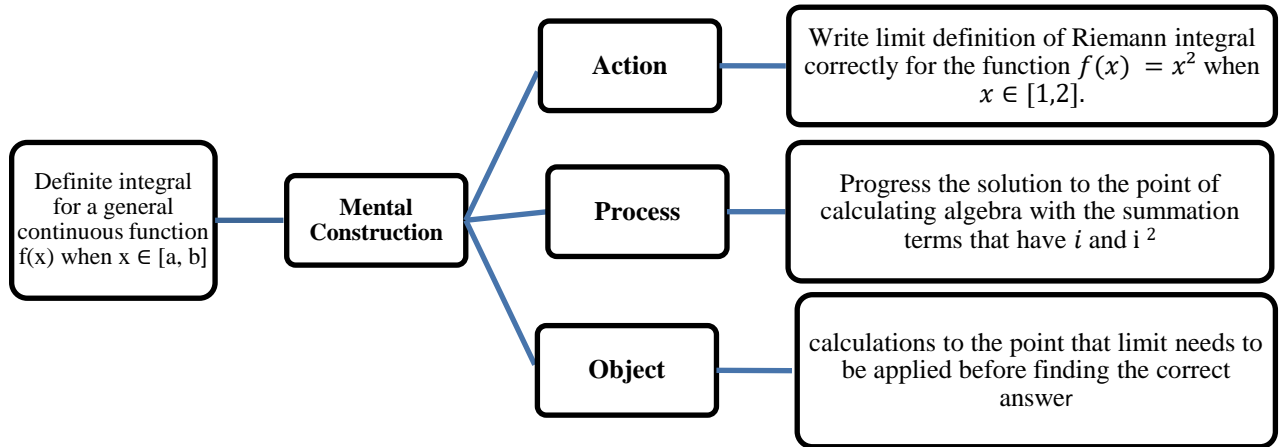 Definite integral
for a general
continuous function
f(x) when x ∈ [a, b]
Mental
Construction
Action
Write limit definition of Riemann integral
correctly for the function 𝑓(𝑥) = 𝑥² when
𝑥 ∈ [1,2].
Process
Progress the solution to the point of
calculating algebra with the summation
terms that have 𝑖 and i ²
Object
calculations to the point that limit needs to
be applied before finding the correct
answer